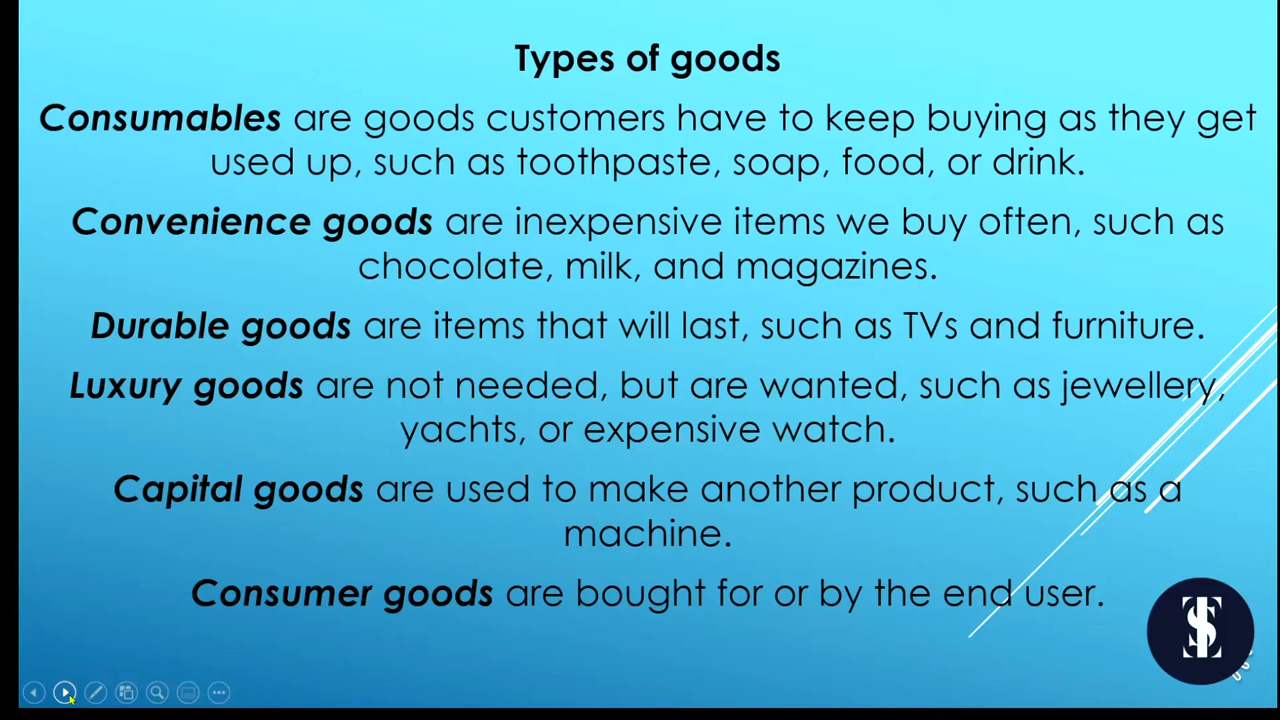 Types of goods
Consumables are goods customers have to keep buying as they get
used up, such as toothpaste, soap, food, or drink.
Convenience goods are inexpensive items we buy often, such as
chocolate, milk, and magazines.
Durable goods are items that will last, such as TVs and furniture.
Luxury goods are not needed, but are wanted, such as jewellery,
yachts, or expensive watch.
Capital goods are used to make another product, such as a
machine.
Consumer goods are bought for or by the end user.